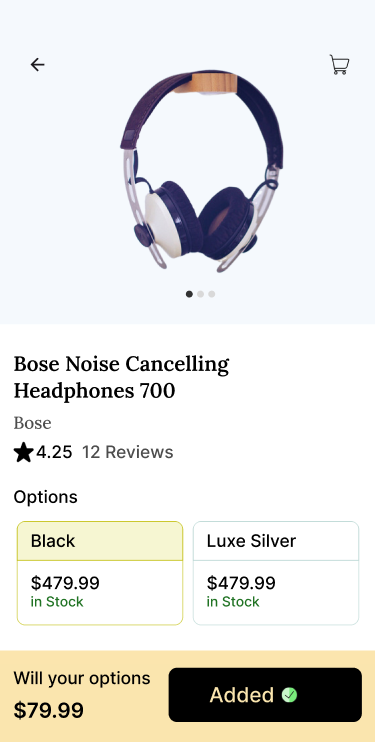 Bose Noise Cancelling
Headphones 700
Bose
4.25 12 Reviews
Options
Black
$479.99
in Stock
Luxe Silver
$479.99
in Stock
Will your options
$79.99
Added